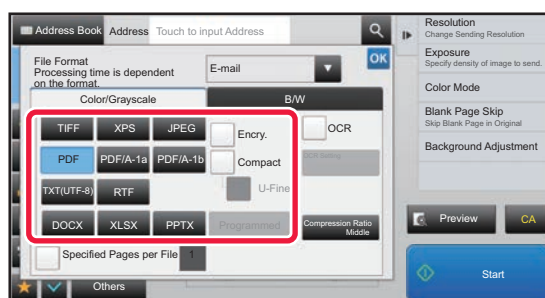 Address Book Address Touch to input Address
File Format
Processing time is dependent
on the format.
E-mail
OK
Color/Grayscale
B/W
TIFF XPS JPEG Encry. OCR
PDF PDF/A-1a PDF/A-1b Compact OCR Setting
TXT(UTF-8) RTF U-Fine
DOCX XLSX PPTX Programmed Compression Ratio
Middle
Specified Pages per File 1
Others
Resolution
Change Sending Resolution
Exposure
Specify density of image to send.
Color Mode
Blank Page Skip
Skip Blank Page in Original
Background Adjustment
Preview CA
Start